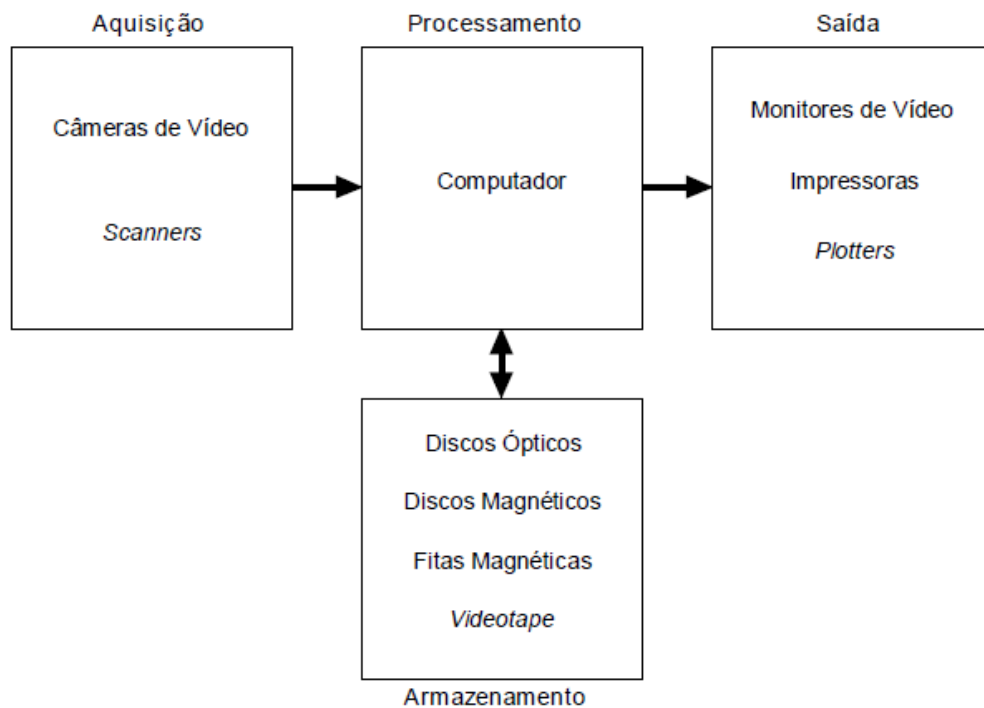 Aquisição
Câmeras de Vídeo
Scanners
Processamento
Computador
Saída
Monitores de Vídeo
Impressoras
Plotters
Discos Ópticos
Discos Magnéticos
Fitas Magnéticas
Videotape
Armazenamento